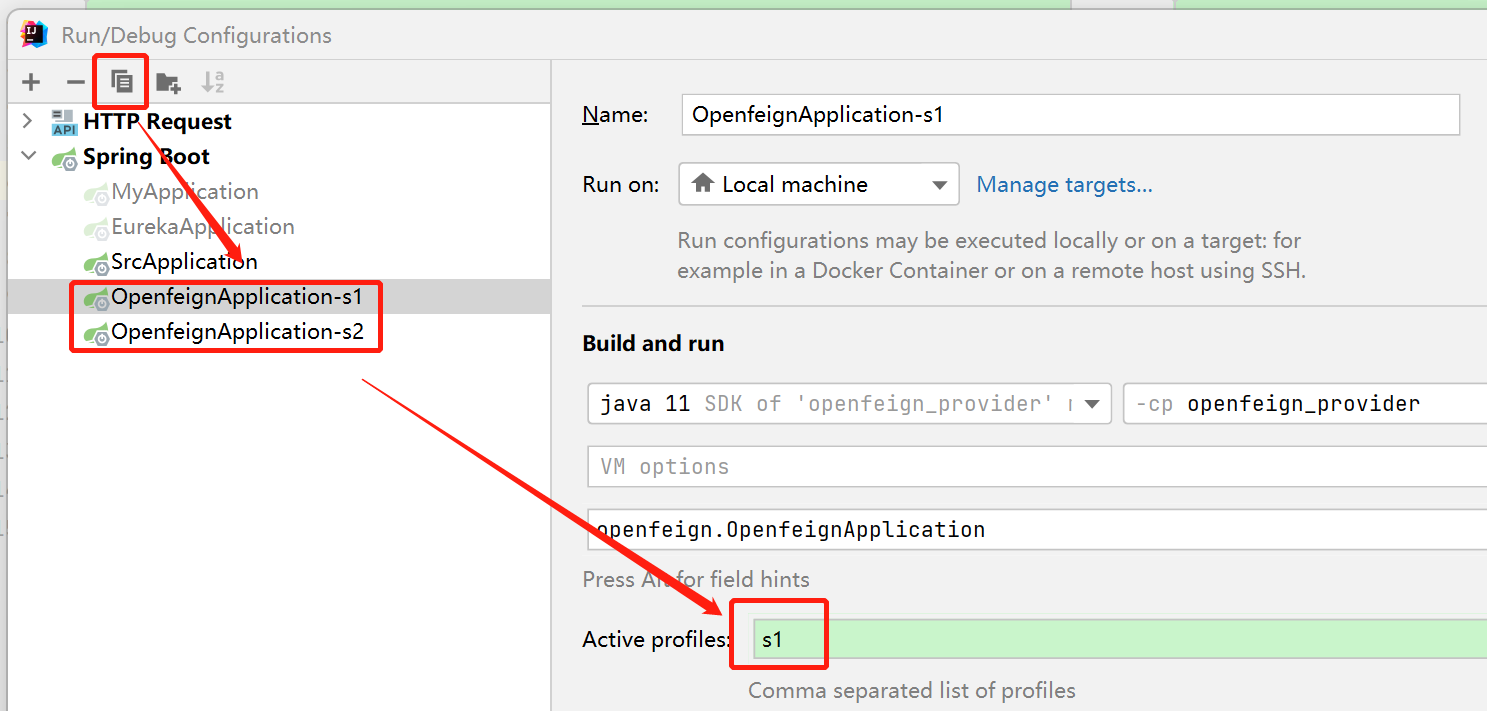 Run/Debug Configurations
HTTP Request
Spring Boot
MyApplication
EurekaApplication
SrcApplication
OpenfeignApplication-s1
OpenfeignApplication-s2
Name: OpenfeignApplication-s1
Run on: Local machine Manage targets...
Run configurations may be executed locally or on a target: for
example in a Docker Container or on a remote host using SSH.
Build and run
java 11 SDK of 'openfeign_provider' -cp openfeign_provider
VM options
openfeign.OpenfeignApplication
Press Alt for field hints
Active profiles: s1
Comma separated list of profiles